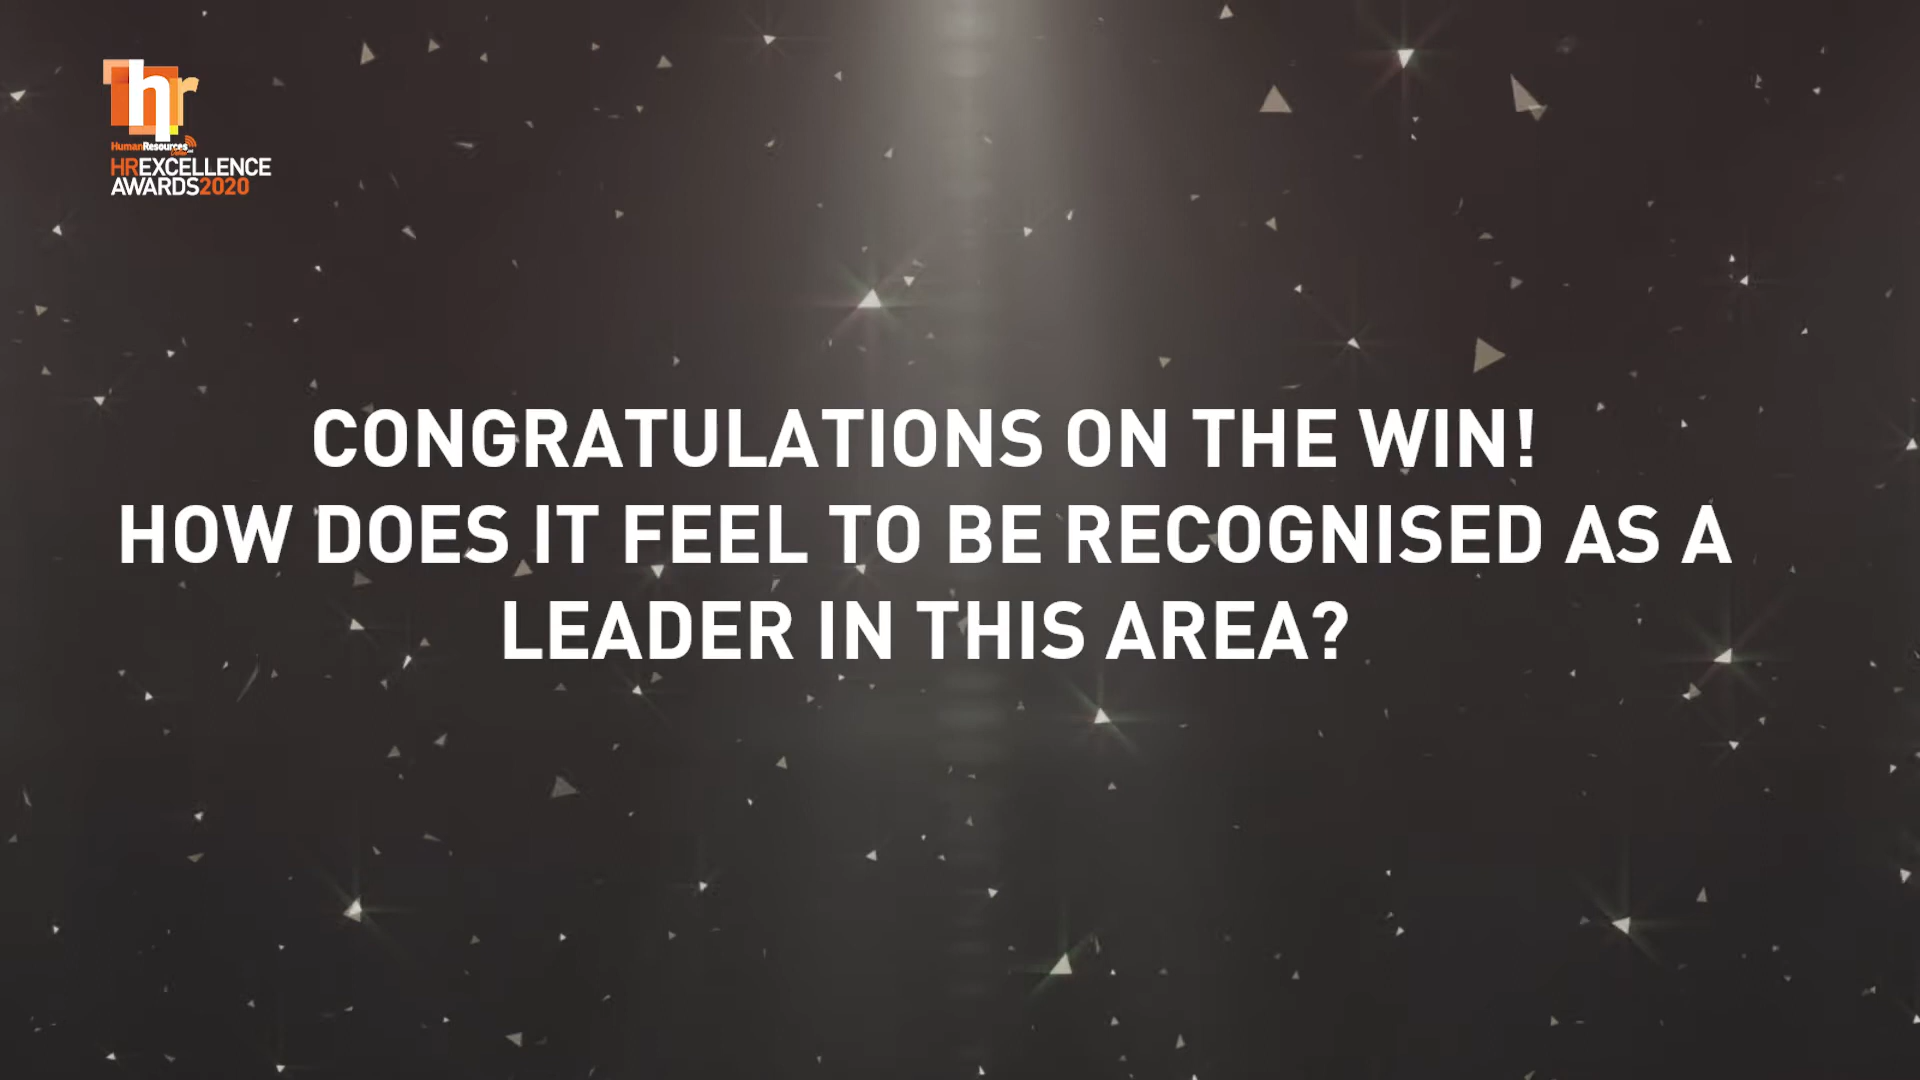 hr
HumanResources
HREXCELLENCE
AWARDS2020
CONGRATULATIONS ON THE WIN!
HOW DOES IT FEEL TO BE RECOGNISED AS A
LEADER IN THIS AREA?